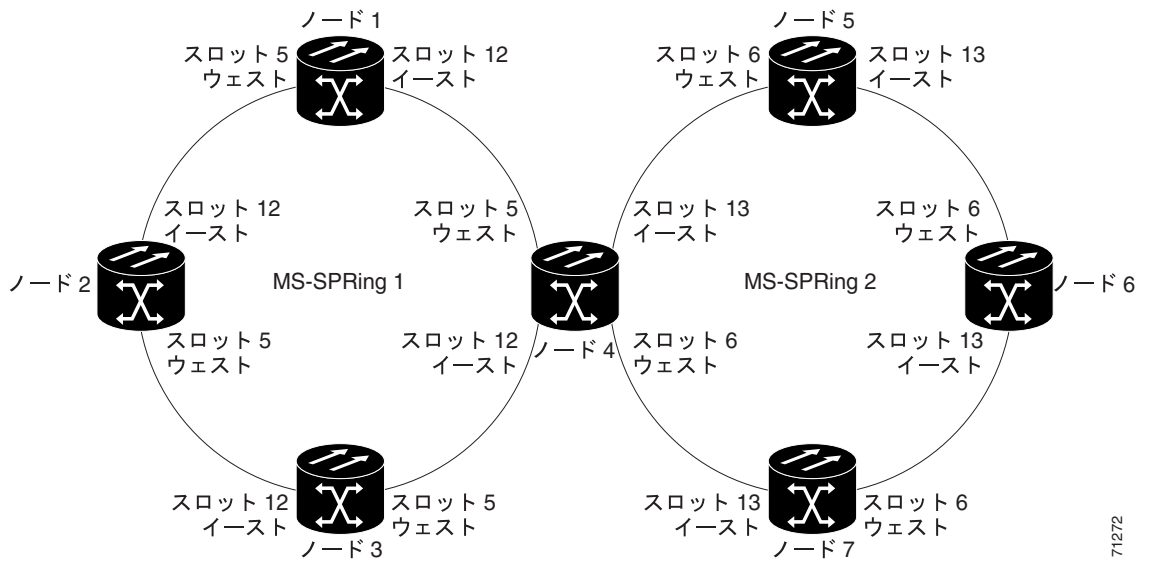 ノード 1
スロット 5
ウェスト
スロット 12
イースト
ノード 5
スロット 6
ウェスト
スロット 13
イースト
スロット 12
イースト
スロット 5
ウェスト
スロット 13
イースト
スロット 6
ウェスト
ノード 2
MS-SPRing 1
MS-SPRing 2
ノード 6
スロット 5
ウェスト
スロット 12
イースト
ノード 4
スロット 6
ウェスト
スロット 13
イースト
スロット 12
イースト
スロット 5
ウェスト
ノード 3
スロット 13
イースト
スロット 6
ウェスト
ノード 7
71272